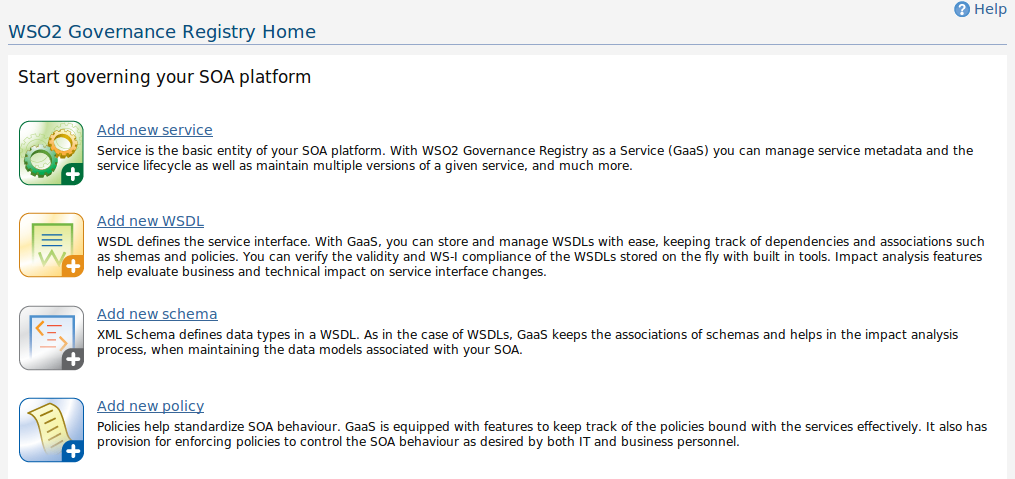 Help
WSO2 Governance Registry Home
Start governing your SOA platform
Add new service
Service is the basic entity of your SOA platform. With WSO2 Governance Registry as a Service (GaaS) you can manage service metadata and the
service lifecycle as well as maintain multiple versions of a given service, and much more.
Add new WSDL
WSDL defines the service interface. With GaaS, you can store and manage WSDLs with ease, keeping track of dependencies and associations such
as shemas and policies. You can verify the validity and WS-I compliance of the WSDLs stored on the fly with built in tools. Impact analysis features
help evaluate business and technical impact on service interface changes.
Add new schema
XML Schema defines data types in a WSDL. As in the case of WSDLs, GaaS keeps the associations of schemas and helps in the impact analysis
process, when maintaining the data models associated with your SOA.
Add new policy
Policies help standardize SOA behaviour. GaaS is equipped with features to keep track of the policies bound with the services effectively. It also has
provision for enforcing policies to control the SOA behaviour as desired by both IT and business personnel.